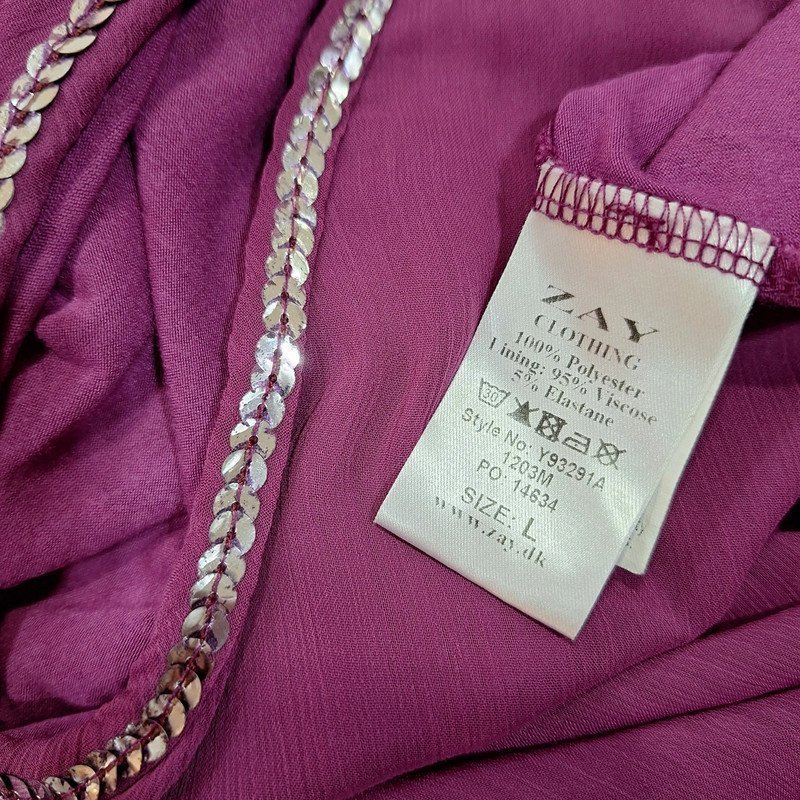 ZAY
CLOTHING
100% Polyester
Lining: 95% Viscose
5% Elastane
30
Style No: Y93291A
1203M
PO: 14634
SIZE: L
www.zay.dk